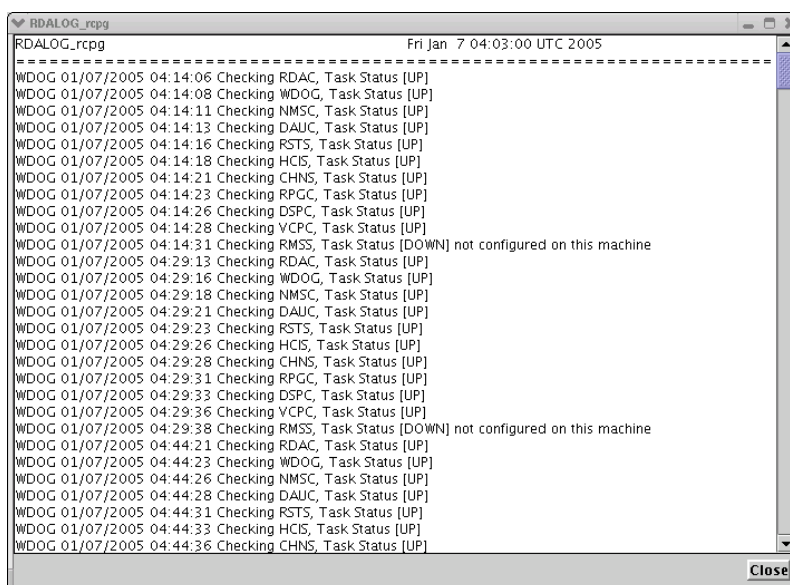 RDALOG_rcpg
RDALOG_rcpg Fri Jan 7 04:03:00 UTC 2005
================================================================================
WDOG 01/07/2005 04:14:06 Checking RDAC, Task Status [UP]
WDOG 01/07/2005 04:14:08 Checking WDOG, Task Status [UP]
WDOG 01/07/2005 04:14:11 Checking NMSC, Task Status [UP]
WDOG 01/07/2005 04:14:13 Checking DAUC, Task Status [UP]
WDOG 01/07/2005 04:14:16 Checking RSTS, Task Status [UP]
WDOG 01/07/2005 04:14:18 Checking HCIS, Task Status [UP]
WDOG 01/07/2005 04:14:21 Checking CHNS, Task Status [UP]
WDOG 01/07/2005 04:14:23 Checking RPGC, Task Status [UP]
WDOG 01/07/2005 04:14:26 Checking DSPC, Task Status [UP]
WDOG 01/07/2005 04:14:28 Checking VCPC, Task Status [UP]
WDOG 01/07/2005 04:14:31 Checking RMSS, Task Status [DOWN] not configured on this machine
WDOG 01/07/2005 04:29:13 Checking RDAC, Task Status [UP]
WDOG 01/07/2005 04:29:16 Checking WDOG, Task Status [UP]
WDOG 01/07/2005 04:29:18 Checking NMSC, Task Status [UP]
WDOG 01/07/2005 04:29:21 Checking DAUC, Task Status [UP]
WDOG 01/07/2005 04:29:23 Checking RSTS, Task Status [UP]
WDOG 01/07/2005 04:29:26 Checking HCIS, Task Status [UP]
WDOG 01/07/2005 04:29:28 Checking CHNS, Task Status [UP]
WDOG 01/07/2005 04:29:31 Checking RPGC, Task Status [UP]
WDOG 01/07/2005 04:29:33 Checking DSPC, Task Status [UP]
WDOG 01/07/2005 04:29:36 Checking VCPC, Task Status [UP]
WDOG 01/07/2005 04:29:38 Checking RMSS, Task Status [DOWN] not configured on this machine
WDOG 01/07/2005 04:44:21 Checking RDAC, Task Status [UP]
WDOG 01/07/2005 04:44:23 Checking WDOG, Task Status [UP]
WDOG 01/07/2005 04:44:26 Checking NMSC, Task Status [UP]
WDOG 01/07/2005 04:44:28 Checking DAUC, Task Status [UP]
WDOG 01/07/2005 04:44:31 Checking RSTS, Task Status [UP]
WDOG 01/07/2005 04:44:33 Checking HCIS, Task Status [UP]
WDOG 01/07/2005 04:44:36 Checking CHNS, Task Status [UP]
Close